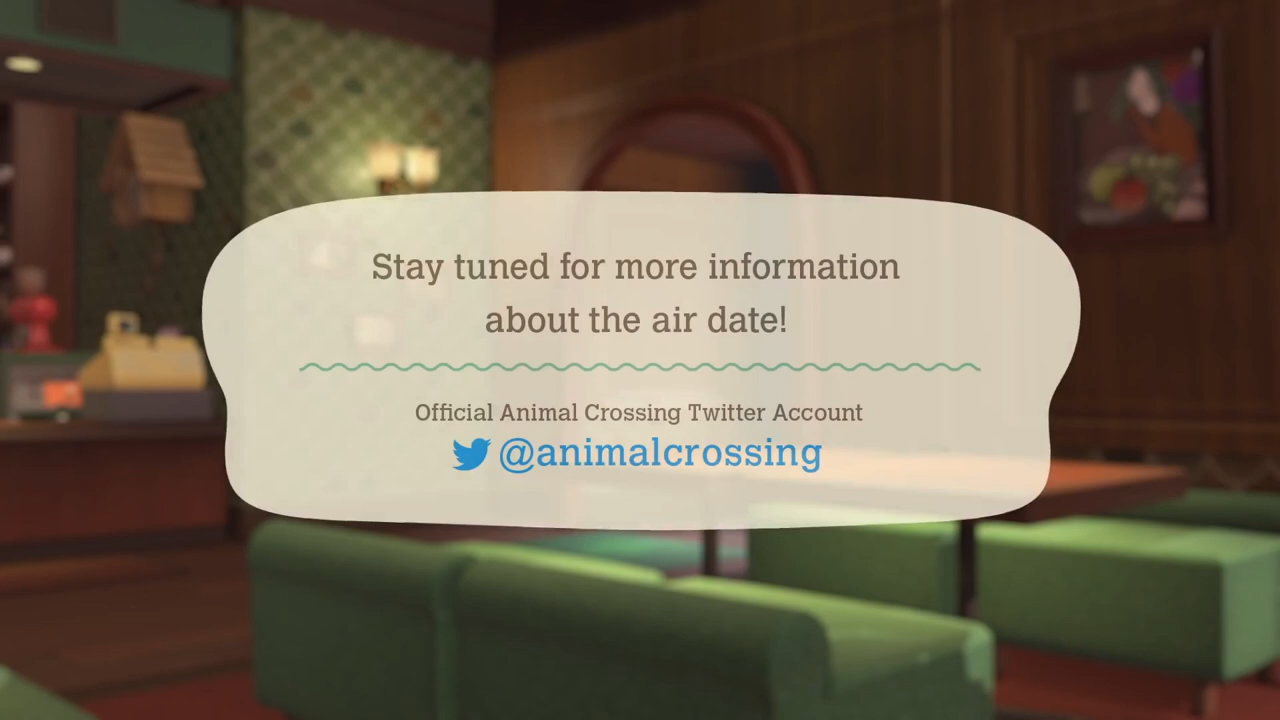 Stay tuned for more information
about the air date!
Official Animal Crossing Twitter Account
@animalcrossing